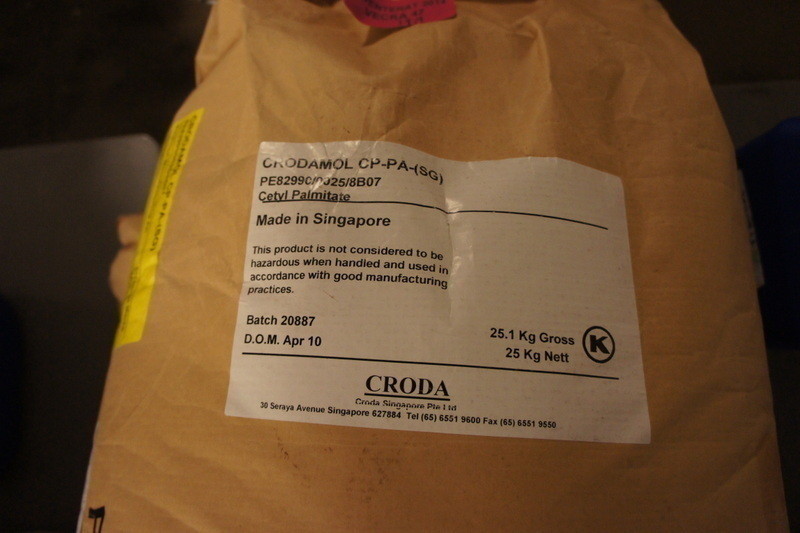 CRODAMOL CP-PA-(SG)
PE82990/0025/8B07
Cetyl Palmitate
Made in Singapore
This product is not considered to be
hazardous when handled and used in
accordance with good manufacturing
practices.
Batch 20887
D.O.M. Apr 10
25.1 Kg Gross
25 Kg Nett
K
CRODA
Croda Singapore Pte Ltd
30 Seraya Avenue Singapore 627884 Tel (65) 6551 9600 Fax (65) 6551 9550